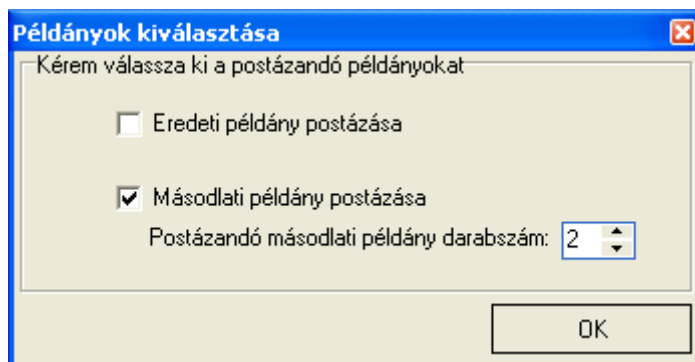 Példányok kiválasztása
Kérem válassza ki a postázandó példányokat
Eredeti példány postázása
Másodlati példány postázása
Postázandó másodlati példány darabszám: 2
OK